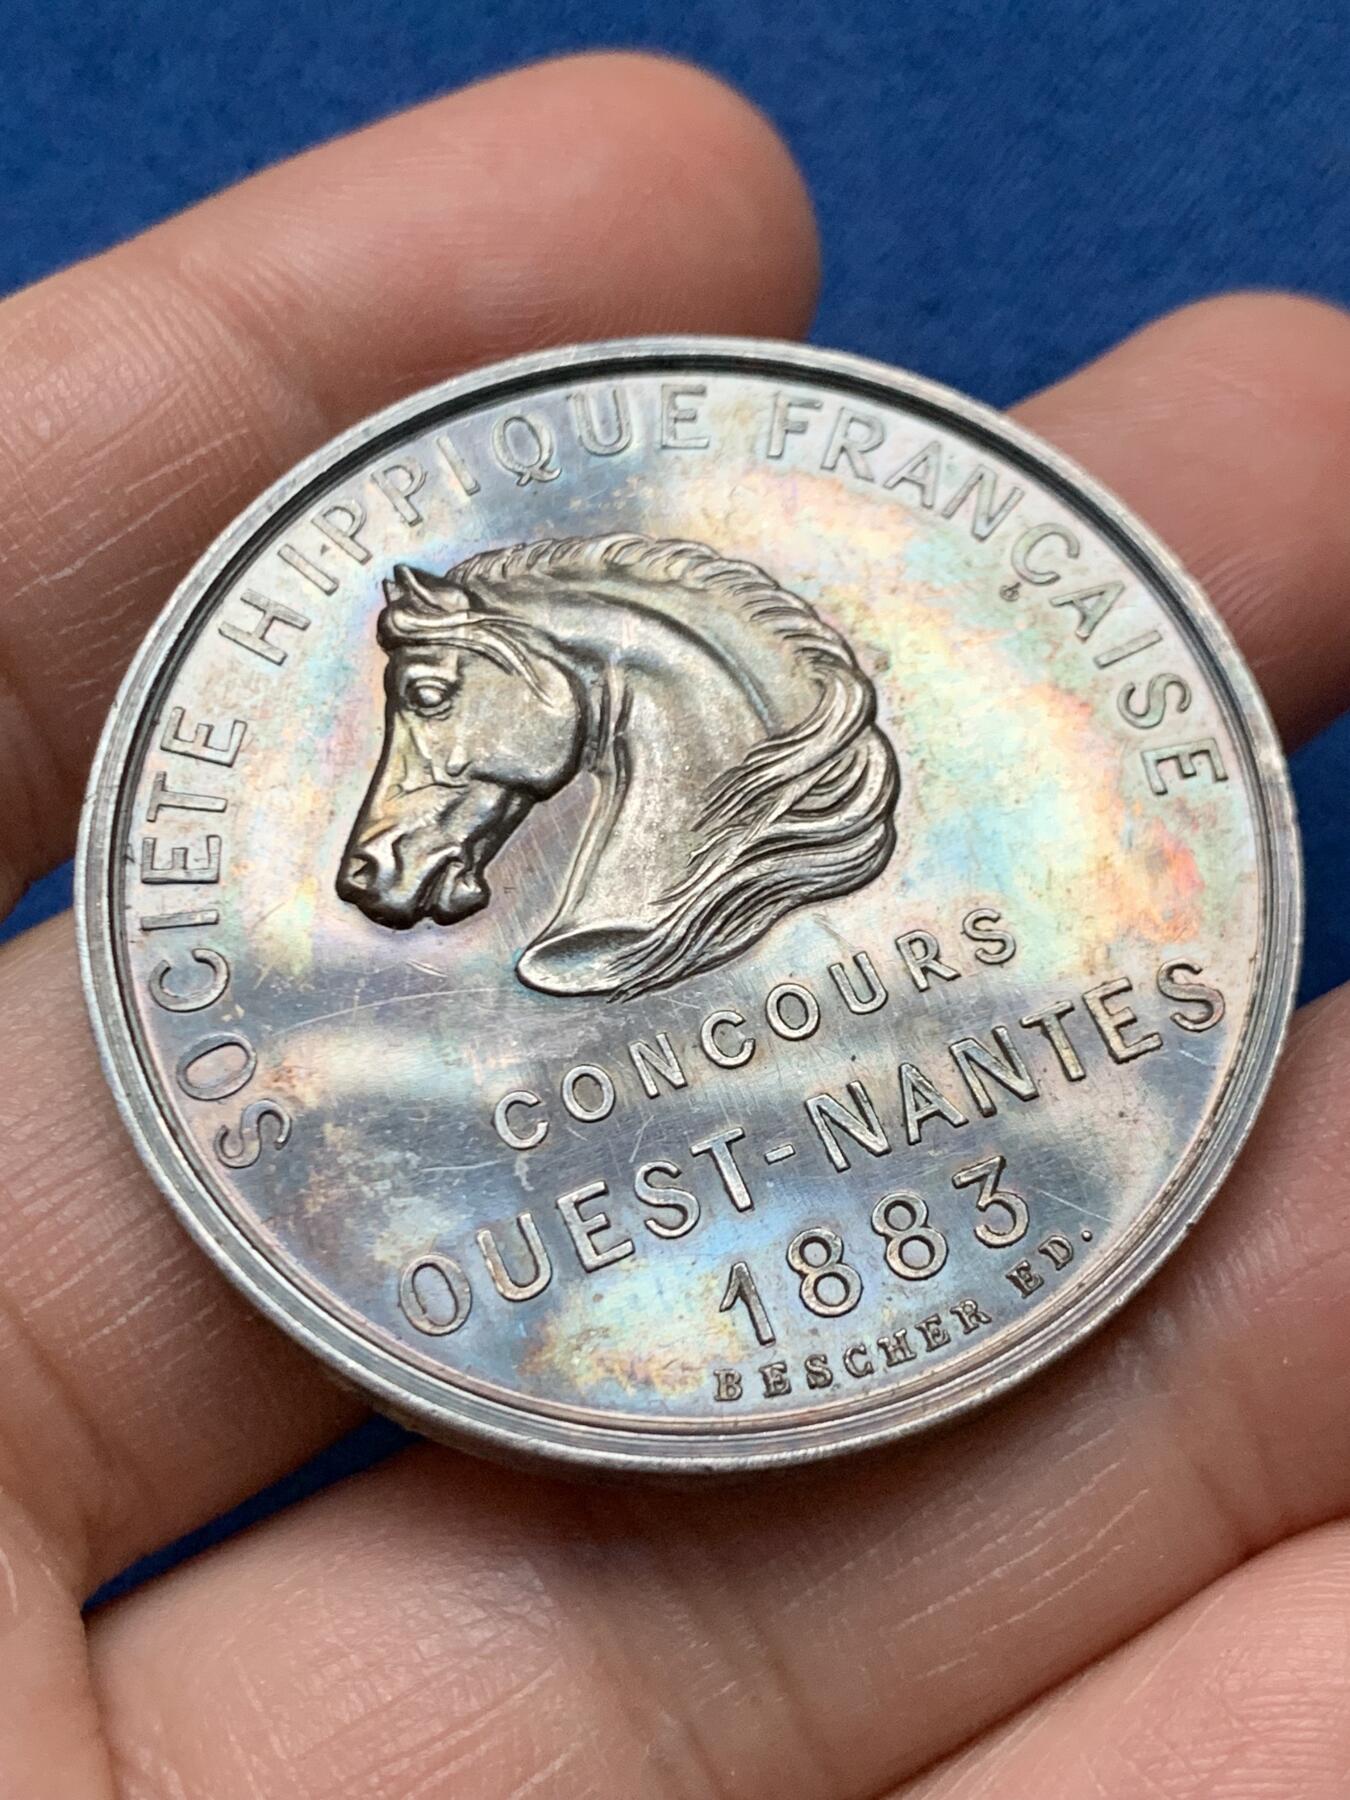 SOCIETE HIPPIQUE FRANÇAISE
CONCOURS
OUEST-NANTES
1883
BESCHER ED.